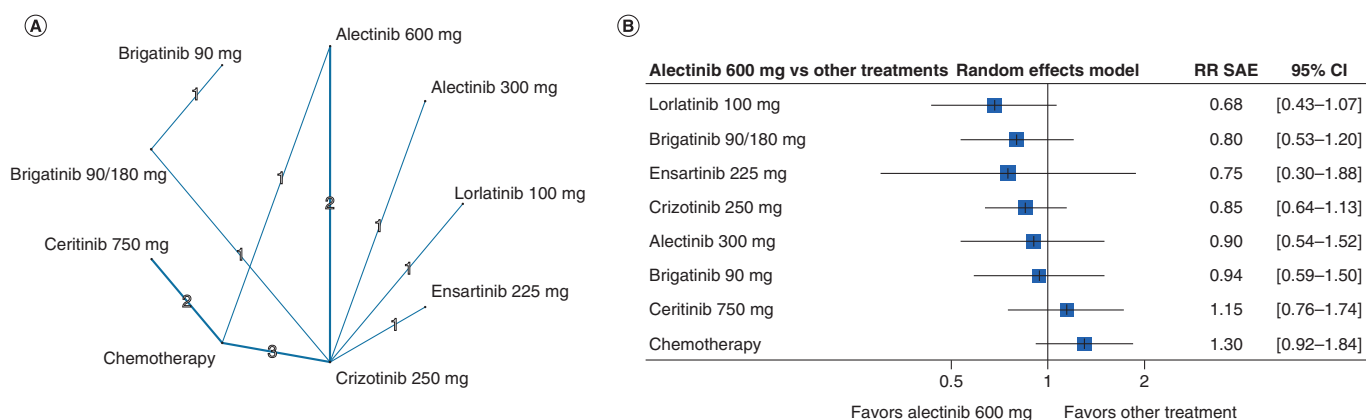 A
Alectinib 600 mg
Brigatinib 90 mg
Alectinib 300 mg
1
Brigatinib 90/180 mg
1
Lorlatinib 100 mg
2
1
Ceritinib 750 mg
1
1
Ensartinib 225 mg
2
1
Chemotherapy
3
Crizotinib 250 mg
B
Alectinib 600 mg vs other treatments Random effects model RR SAE 95% CI
Lorlatinib 100 mg 0.68 [0.43–1.07]
Brigatinib 90/180 mg 0.80 [0.53–1.20]
Ensartinib 225 mg 0.75 [0.30–1.88]
Crizotinib 250 mg 0.85 [0.64–1.13]
Alectinib 300 mg 0.90 [0.54–1.52]
Brigatinib 90 mg 0.94 [0.59–1.50]
Ceritinib 750 mg 1.15 [0.76–1.74]
Chemotherapy 1.30 [0.92–1.84]
0.5 1 2
Favors alectinib 600 mg Favors other treatment